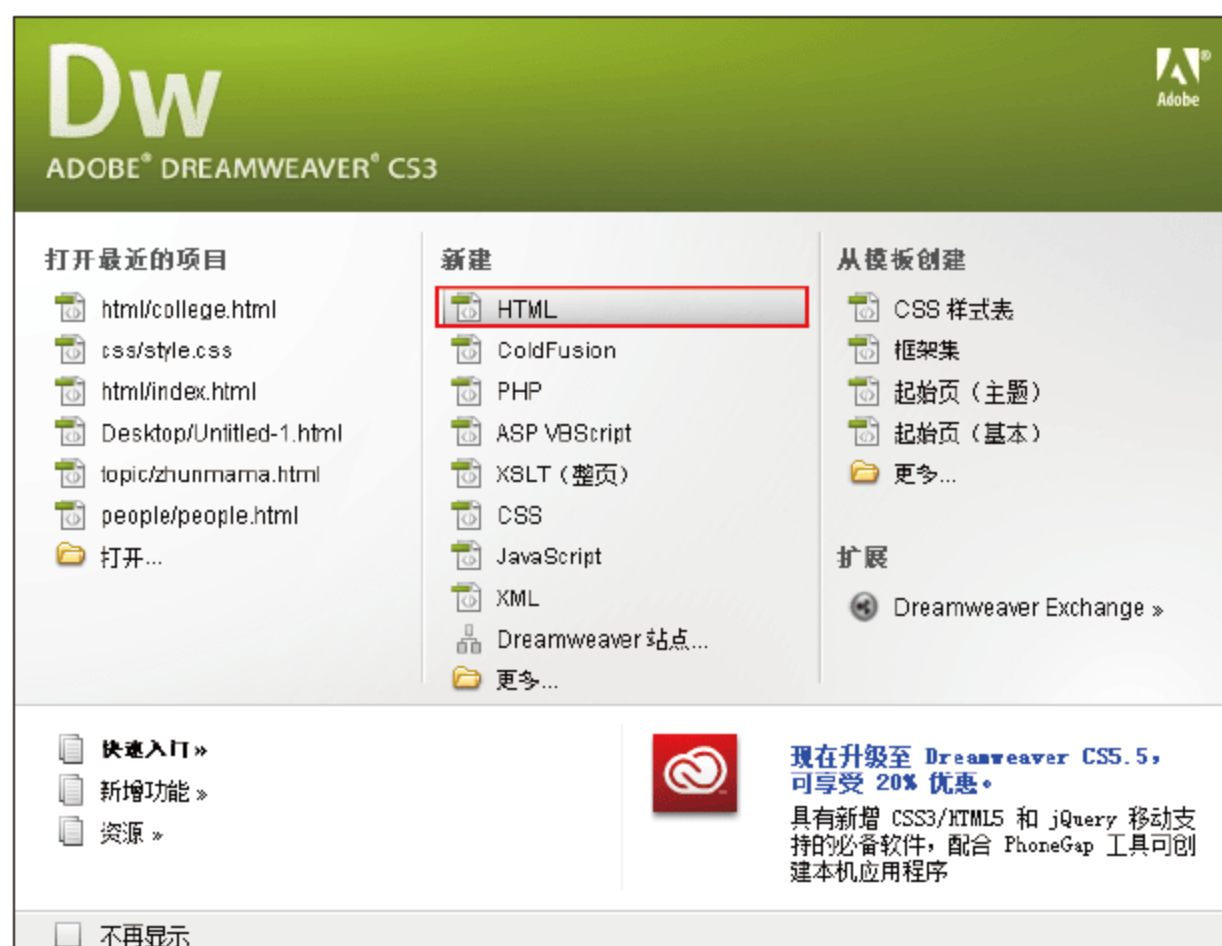 Dw
Adobe
ADOBE® DREAMWEAVER® CS3
打开最近的项目
html/college.html
css/style.css
html/index.html
Desktop/Untitled-1.html
topic/zhunmama.html
people/people.html
打开...
新建
HTML
ColdFusion
PHP
ASP VBScript
XSLT（整页）
CSS
JavaScript
XML
Dreamweaver 站点...
更多...
从模板创建
CSS 样式表
框架集
起始页（主题）
起始页（基本）
更多...
扩展
Dreamweaver Exchange »
快速入门 »
新增功能 »
资源 »
现在升级至 Dreamweaver CS5.5，
可享受 20% 优惠。
具有新增 CSS3/HTML5 和 jQuery 移动支
持的必备软件，配合 PhoneGap 工具可创
建本机应用程序
不再显示